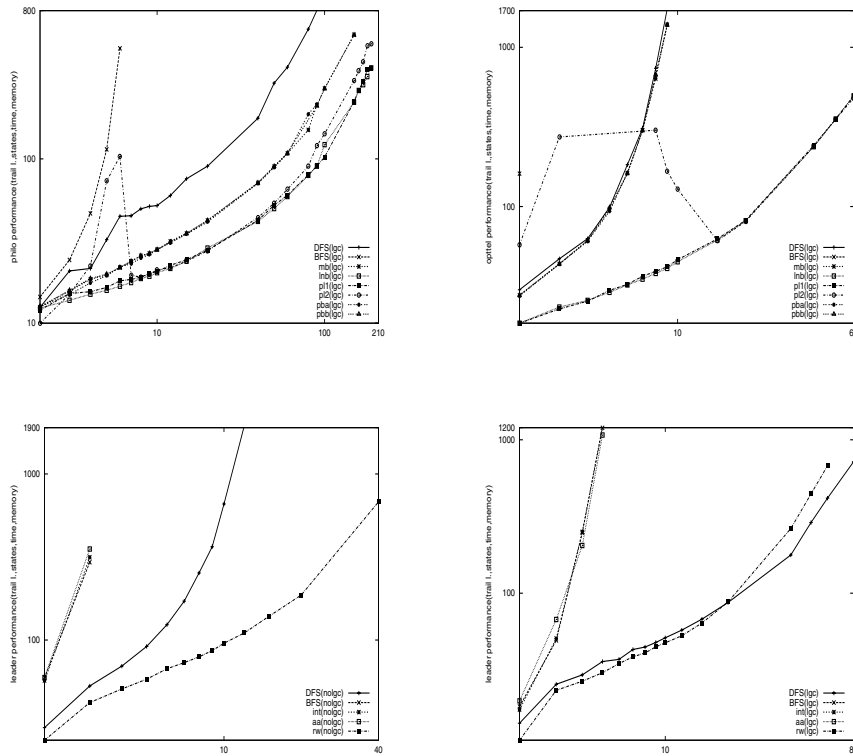 800
100
10
10
100
210
philo performance(trail l.,states,time,memory)
DFS(lgc)
BFS(lgc)
mb(lgc)
lnb(lgc)
pl1(lgc)
pl2(lgc)
pba(lgc)
pbb(lgc)
1700
1000
100
10
6
optel performance(trail l.,states,time,memory)
DFS(lgc)
BFS(lgc)
mb(lgc)
lnb(lgc)
pl1(lgc)
pl2(lgc)
pba(lgc)
pbb(lgc)
1900
1000
100
10
40
leader performance(trail l.,states,time,memory)
DFS(nolgc)
BFS(nolgc)
int(nolgc)
aa(nolgc)
rw(nolgc)
1200
1000
100
10
8
leader performance(trail l.,states,time,memory)
DFS(lgc)
BFS(lgc)
int(lgc)
aa(lgc)
rw(lgc)